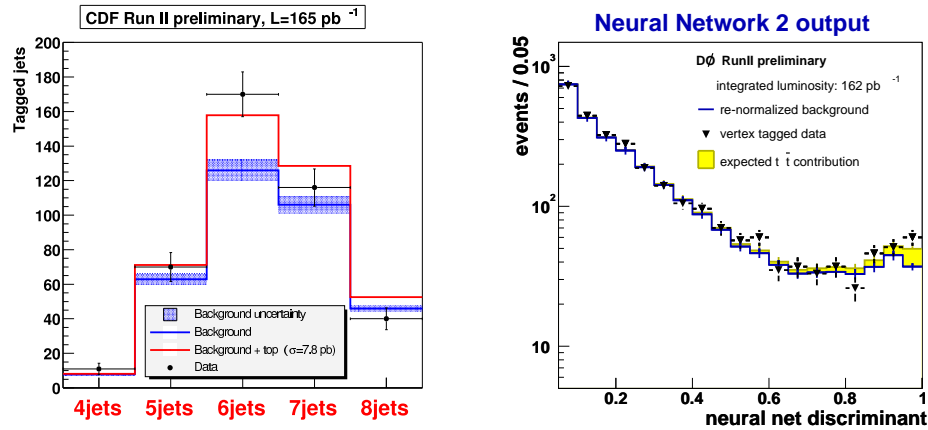 CDF Run II preliminary, L=165 pb -1
Tagged jets
200
180
160
140
120
100
80
60
40
20
0
Background uncertainty
Background
Background + top (σ=7.8 pb)
Data
4jets 5jets 6jets 7jets 8jets
Neural Network 2 output
events / 0.05
10^3
10^2
10
DØ RunII preliminary
integrated luminosity: 162 pb -1
re-normalized background
vertex tagged data
expected t t̄ contribution
0.2 0.4 0.6 0.8 1
neural net discriminant